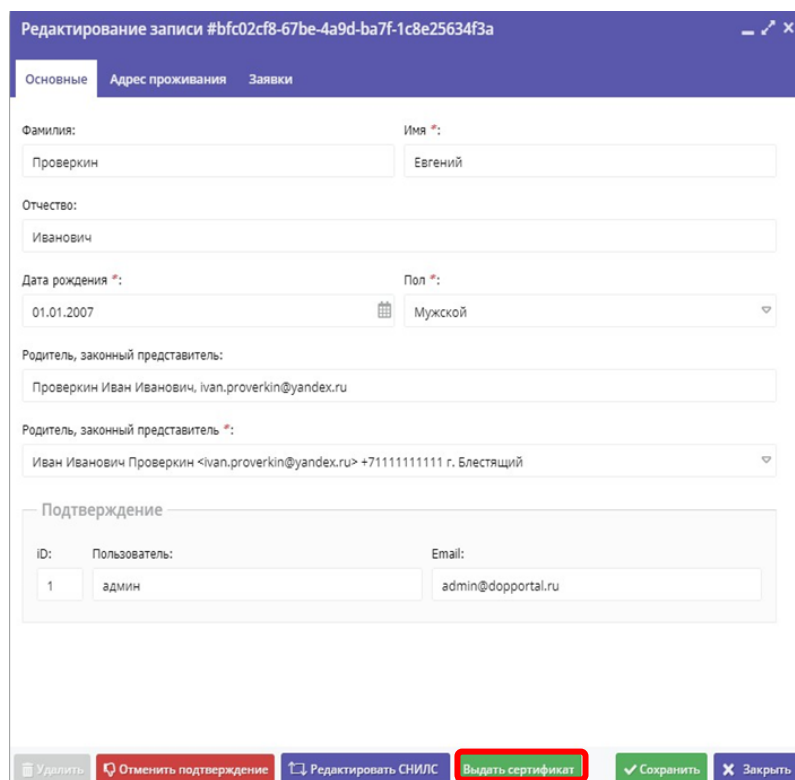 Редактирование записи #bfc02cf8-67be-4a9d-ba7f-1c8e25634f3a
Основные Адрес проживания Заявки
Фамилия: Имя *:
Проверкин Евгений
Отчество:
Иванович
Дата рождения *: Пол *:
01.01.2007 Мужской
Родитель, законный представитель:
Проверкин Иван Иванович, ivan.proverkin@yandex.ru
Родитель, законный представитель *:
Иван Иванович Проверкин <ivan.proverkin@yandex.ru> +71111111111 г. Блестящий
Подтверждение
iD: Пользователь: Email:
1 админ admin@dopportal.ru
Удалить Отменить подтверждение Редактировать СНИЛС Выдать сертификат Сохранить Закрыть